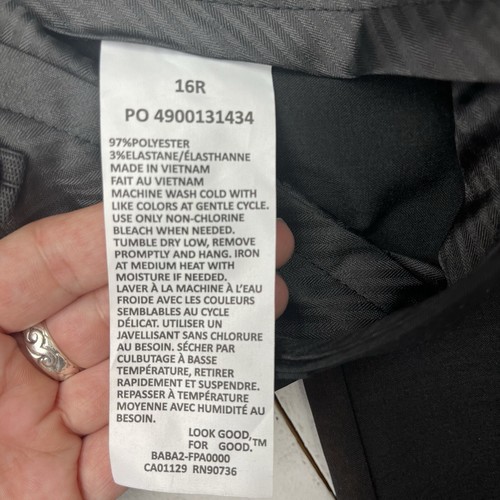 16R
PO 4900131434
97%POLYESTER
3%ELASTANE/ÉLASTHANNE
MADE IN VIETNAM
FAIT AU VIETNAM
MACHINE WASH COLD WITH
LIKE COLORS AT GENTLE CYCLE.
USE ONLY NON-CHLORINE
BLEACH WHEN NEEDED.
TUMBLE DRY LOW, REMOVE
PROMPTLY AND HANG. IRON
AT MEDIUM HEAT WITH
MOISTURE IF NEEDED.
LAVER À LA MACHINE À L'EAU
FROIDE AVEC LES COULEURS
SEMBLABLES AU CYCLE
DÉLICAT. UTILISER UN
JAVELLISANT SANS CHLORURE
AU BESOIN. SÉCHER PAR
CULBUTAGE À BASSE
TEMPÉRATURE, RETIRER
RAPIDEMENT ET SUSPENDRE.
REPASSER À TEMPÉRATURE
MOYENNE AVEC HUMIDITÉ AU
BESOIN.
LOOK GOOD,
FOR GOOD.™
BABA2-FPA0000
CA01129 RN90736